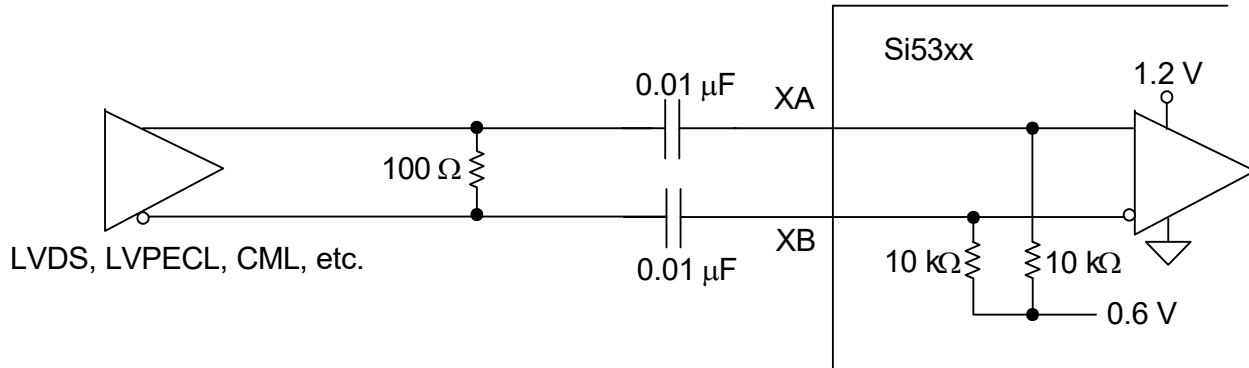 Si53xx
1.2 V
0.01 μF
XA
100 Ω
XB
0.01 μF
LVDS, LVPECL, CML, etc.
10 kΩ
10 kΩ
0.6 V